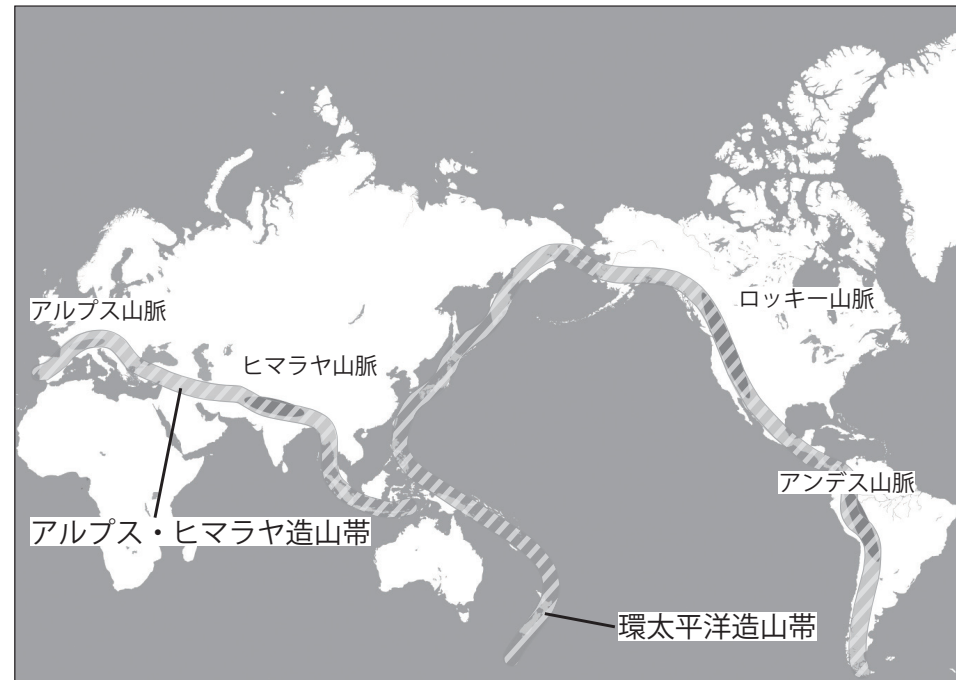 アルプス山脈
ロッキー山脈
ヒマラヤ山脈
アンデス山脈
アルプス・ヒマラヤ造山帯
環太平洋造山帯